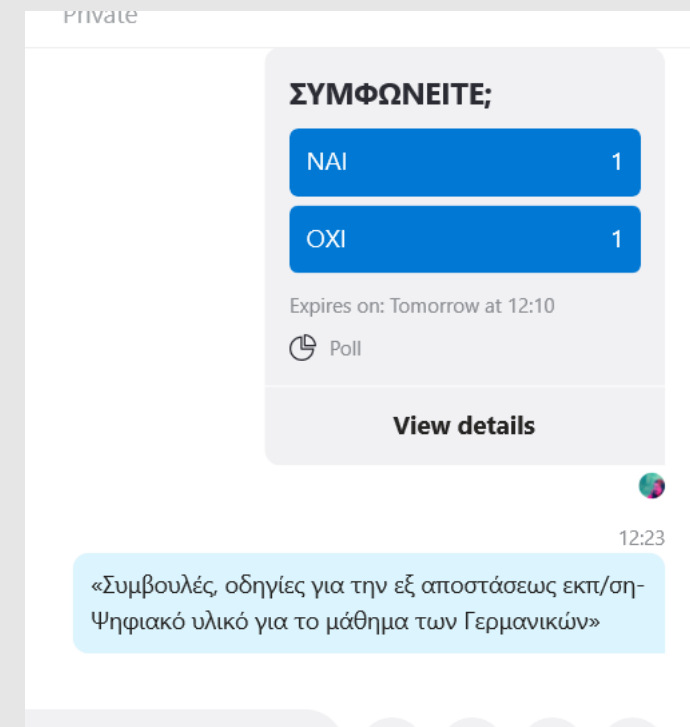 Private
ΣΥΜΦΩΝΕΙΤΕ;
ΝΑΙ 1
ΟΧΙ 1
Expires on: Tomorrow at 12:10
Poll
View details
12:23
«Συμβουλές, οδηγίες για την εξ αποστάσεως εκπ/ση-
Ψηφιακό υλικό για το μάθημα των Γερμανικών»